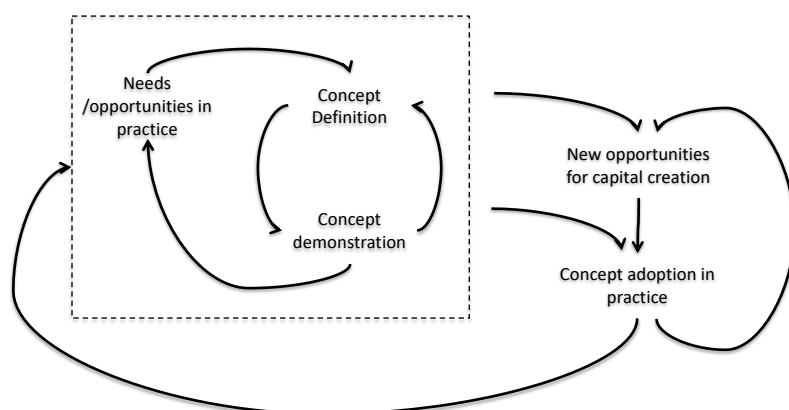 Needs
/opportunities in
practice
Concept
Definition
Concept
demonstration
New opportunities
for capital creation
Concept adoption in
practice